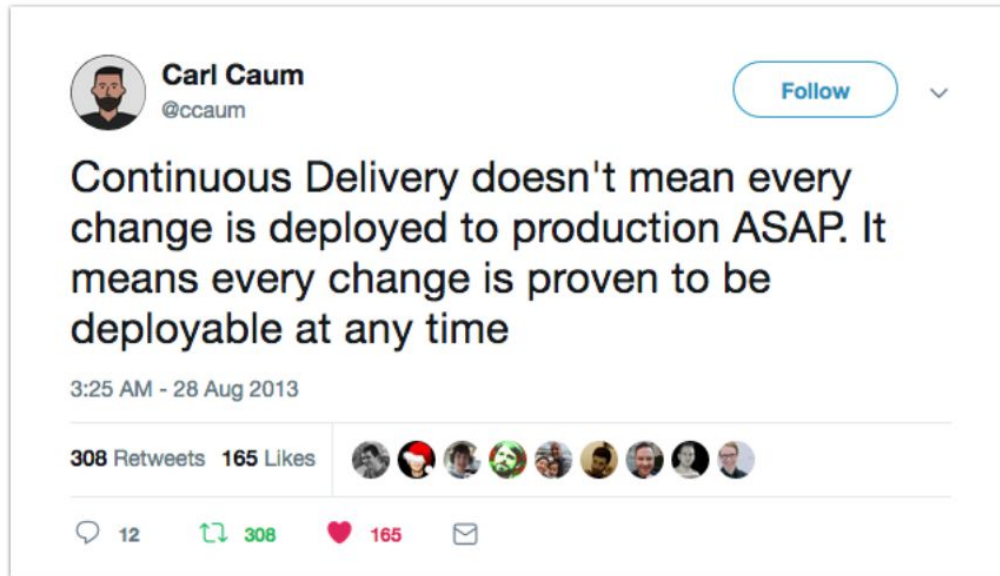 Carl Caum
@ccaum
Follow
Continuous Delivery doesn't mean every
change is deployed to production ASAP. It
means every change is proven to be
deployable at any time
3:25 AM - 28 Aug 2013
308 Retweets 165 Likes
12 308 165